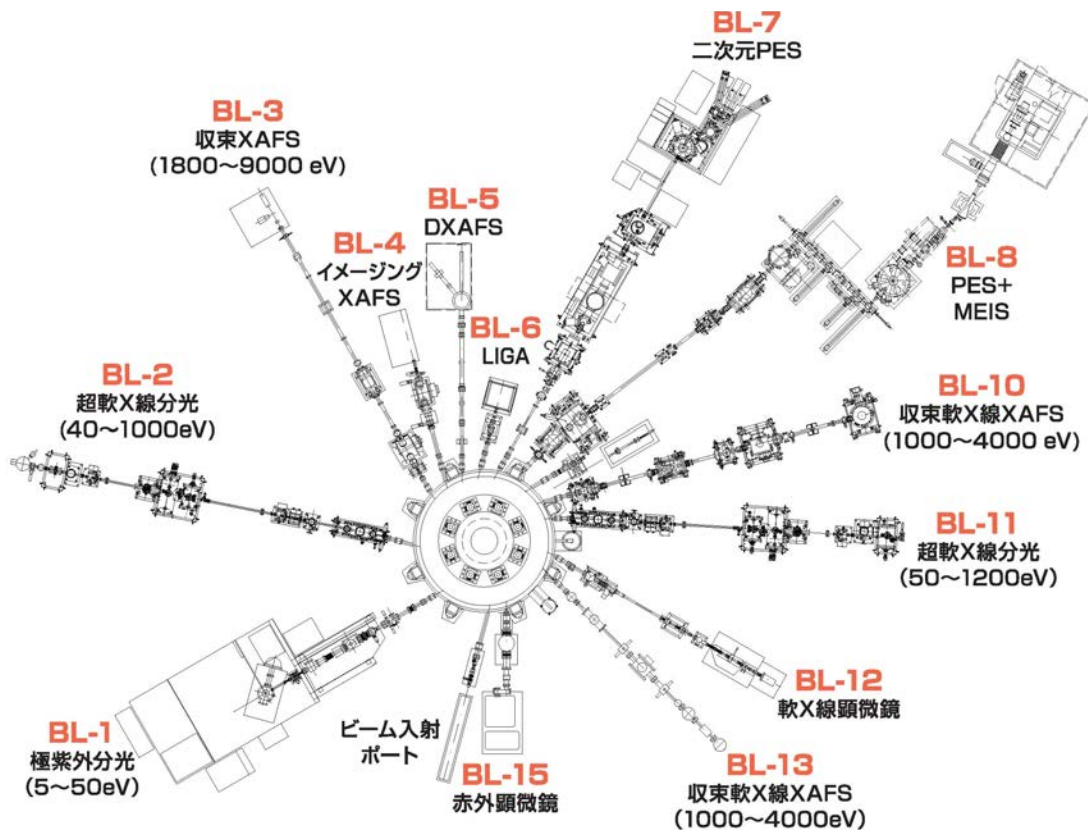 BL-7
二次元PES
BL-3
収束XAFS
(1800～9000 eV)
BL-5
DXAFS
BL-4
イメージング
XAFS
BL-8
PES＋
MEIS
BL-6
LIGA
BL-2
超軟X線分光
(40～1000eV)
BL-10
収束軟X線XAFS
(1000～4000 eV)
BL-11
超軟X線分光
(50～1200eV)
BL-12
軟X線顕微鏡
BL-1
極紫外分光
(5～50eV)
ビーム入射
ポート
BL-15
赤外顕微鏡
BL-13
収束軟X線XAFS
(1000～4000eV)